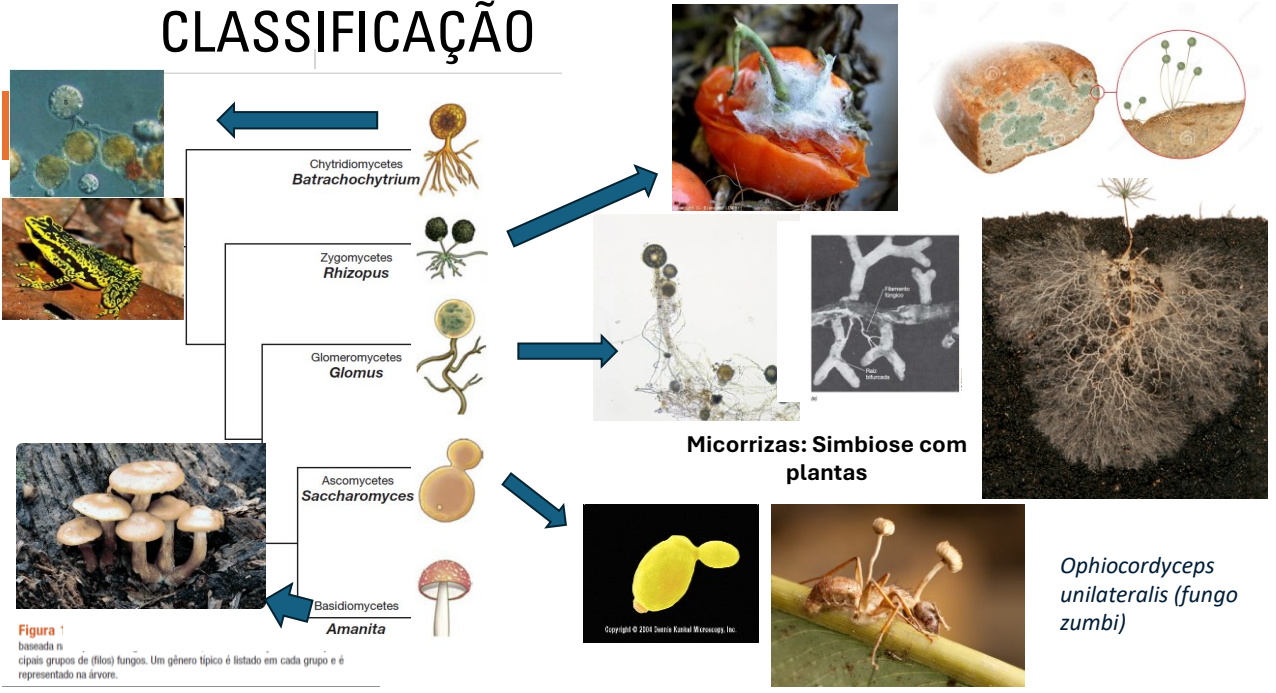 CLASSIFICAÇÃO
Chytridiomycetes
Batrachochytrium
Zygomycetes
Rhizopus
Glomeromycetes
Glomus
Ascomycetes
Saccharomyces
Basidiomycetes
Amanita
Filamento
fúngico
Raiz
bifurcada
(a)
Micorrizas: Simbiose com
plantas
Copyright © 2004 Dennis Kunkel Microscopy, Inc.
Ophiocordyceps
unilateralis (fungo
zumbi)
Figura 1
baseada n
cipais grupos de (filos) fungos. Um gênero típico é listado em cada grupo e é
representado na árvore.